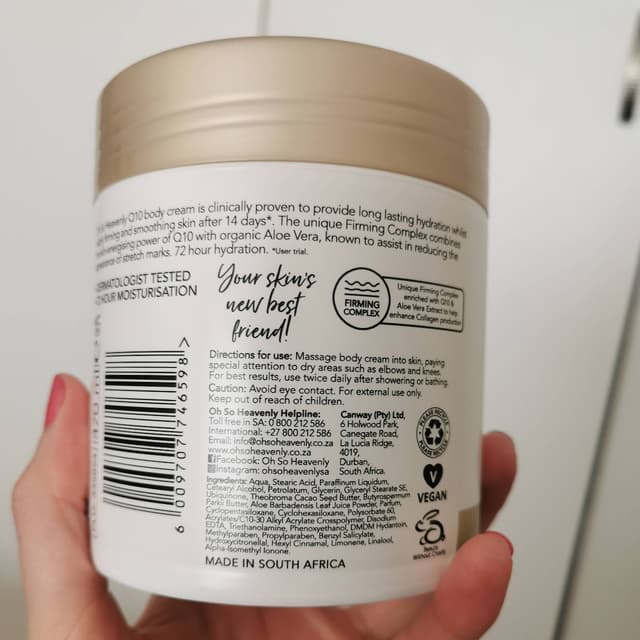 Heavenly Q10 body cream is clinically proven to provide long lasting hydration whilst
firming and smoothing skin after 14 days*. The unique Firming Complex combines
energising power of Q10 with organic Aloe Vera, known to assist in reducing the
of stretch marks. 72 hour hydration. *User trial.
DERMATOLOGIST TESTED
HOUR MOISTURISATION
Your skin's
new best
friend!
FIRMING
COMPLEX
Unique Firming Complex
enriched with Q10 &
Aloe Vera Extract to help
enhance Collagen production
Directions for use: Massage body cream into skin, paying
special attention to dry areas such as elbows and knees.
For best results, use twice daily after showering or bathing.
Caution: Avoid eye contact. For external use only.
Keep out of reach of children.
Oh So Heavenly Helpline:
Toll free in SA: 0 800 212 586
International: +27 800 212 586
Email: info@ohsoheavenly.co.za
www.ohsoheavenly.co.za
Facebook: Oh So Heavenly
Instagram: ohsoheavenlysa
Canway (Pty) Ltd,
6 Holwood Park,
Canegate Road,
La Lucia Ridge,
4019,
Durban,
South Africa.
PLEASE RECYCLE
PLEASE RECYCLE
VEGAN
Beauty
Without Cruelty
Ingredients: Aqua, Stearic Acid, Paraffinum Liquidum,
Cetearyl Alcohol, Petrolatum, Glycerin, Glyceryl Stearate SE,
Ubiquinone, Theobroma Cacao Seed Butter, Butyrospermum
Parkii Butter, Aloe Barbadensis Leaf Juice Powder, Parfum,
Cyclopentasiloxane, Cyclohexasiloxane, Polysorbate 60,
Acrylates/C10-30 Alkyl Acrylate Crosspolymer, Disodium
EDTA, Triethanolamine, Phenoxyethanol, DMDM Hydantoin,
Methylparaben, Propylparaben, Benzyl Salicylate,
Hydroxycitronellal, Hexyl Cinnamal, Limonene, Linalool,
Alpha-Isomethyl Ionone.
MADE IN SOUTH AFRICA
6 009707 746598 >